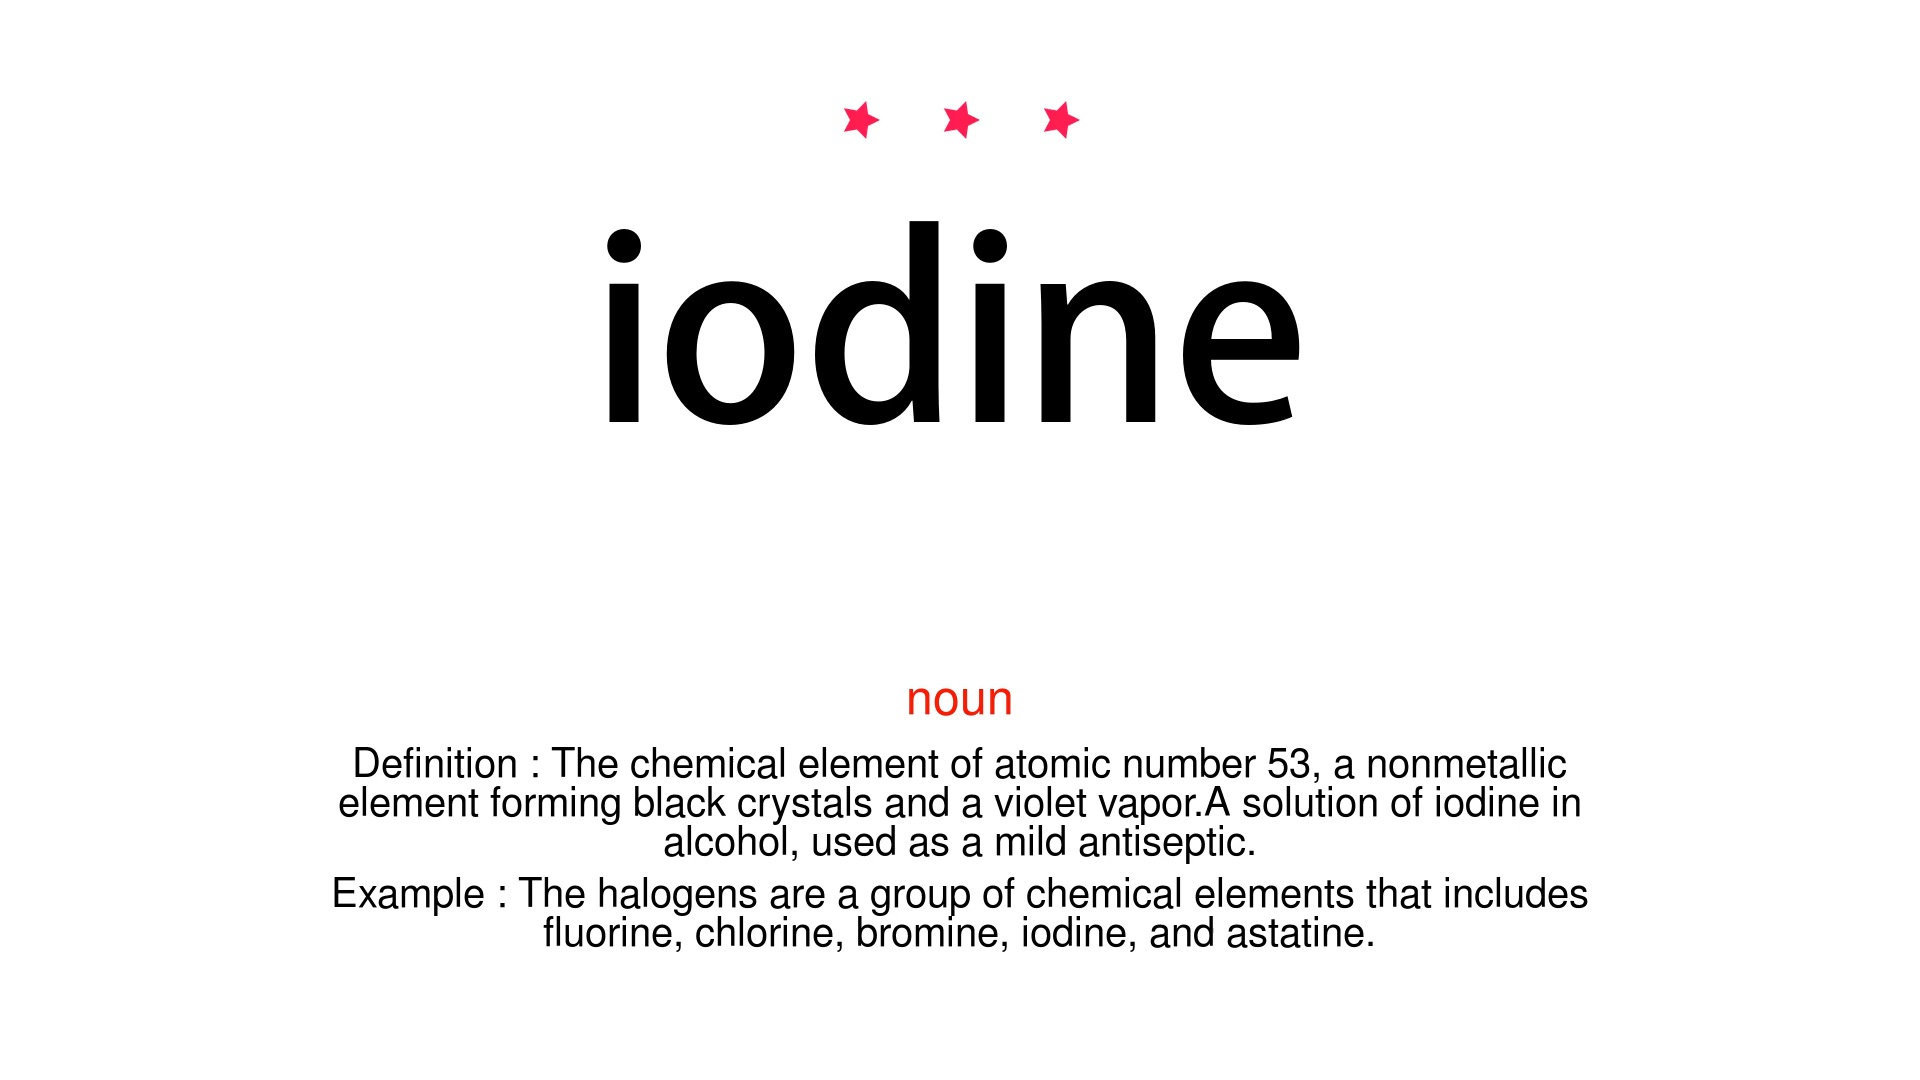 iodine
noun
Definition : The chemical element of atomic number 53, a nonmetallic
element forming black crystals and a violet vapor.A solution of iodine in
alcohol, used as a mild antiseptic.
Example : The halogens are a group of chemical elements that includes
fluorine, chlorine, bromine, iodine, and astatine.